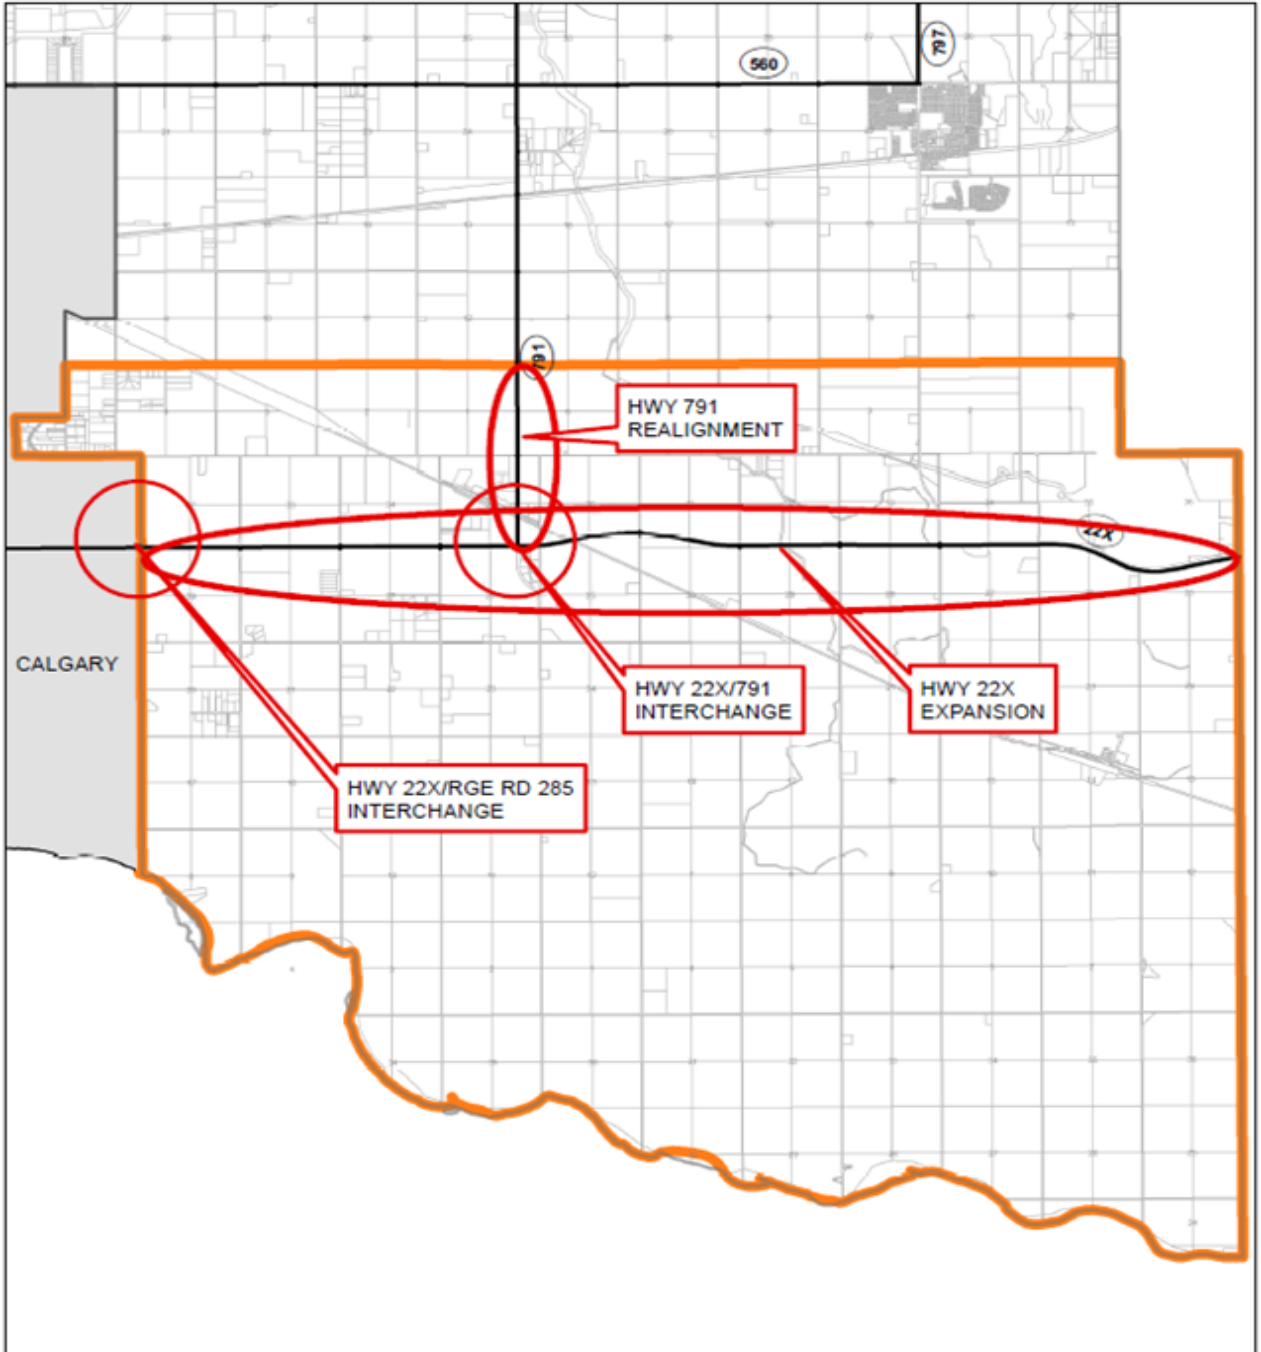 797
560
791
HWY 791
REALIGNMENT
22X
CALGARY
HWY 22X/791
INTERCHANGE
HWY 22X
EXPANSION
HWY 22X/RGE RD 285
INTERCHANGE